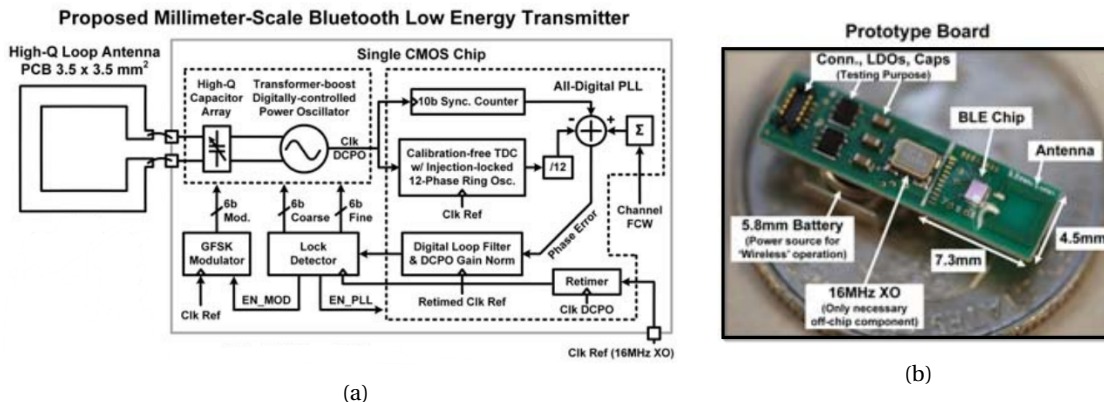 Proposed Millimeter-Scale Bluetooth Low Energy Transmitter
High-Q Loop Antenna
PCB 3.5 x 3.5 mm²
Single CMOS Chip
High-Q
Capacitor
Array
Transformer-boost
Digitally-controlled
Power Oscillator
Clk
DCPO
All-Digital PLL
10b Sync. Counter
Calibration-free TDC
w/ Injection-locked
12-Phase Ring Osc.
/12
-
+
Σ
Clk Ref
Channel
FCW
6b
Mod.
6b
Coarse
6b
Fine
Phase Error
GFSK
Modulator
Lock
Detector
Digital Loop Filter
& DCPO Gain Norm
Retimer
Clk Ref
EN_MOD
EN_PLL
Retimed Clk Ref
Clk DCPO
Clk Ref (16MHz XO)
(a)
Prototype Board
Conn., LDOs, Caps
(Testing Purpose)
BLE Chip
Antenna
5.8mm Battery
(Power source for
'Wireless' operation)
7.3mm
4.5mm
16MHz XO
(Only necessary
off-chip component)
(b)